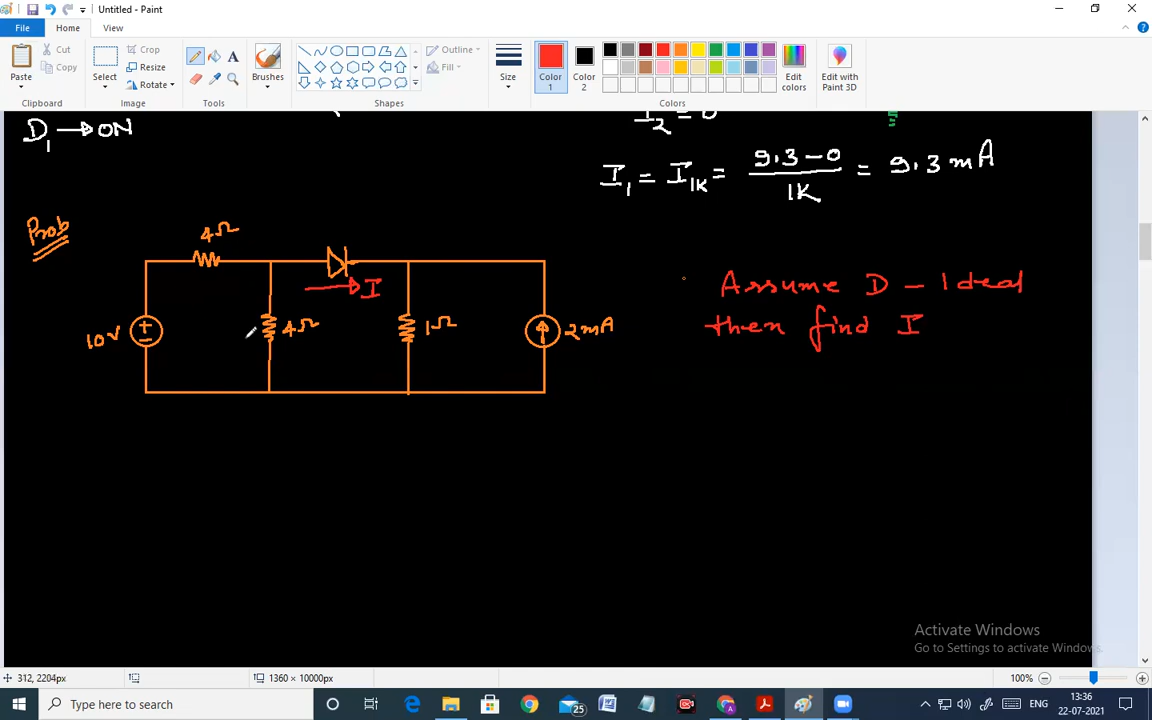 Untitled - Paint
File Home View
Paste Cut Copy
Clipboard
Select Crop Resize Rotate
Image
A
Tools
Brushes
Outline Fill
Shapes
Size
Color 1 Color 2
Edit colors
Colors
Edit with Paint 3D
D1 → ON
I2 = 0
I1 = I1K = 9.3 - 0 / 1K = 9.3 mA
Prob
4Ω
I
10V
4Ω
1Ω
2mA
Assume D - Ideal
then find I
Activate Windows
Go to Settings to activate Windows.
312, 2204px
1360 × 10000px
100%
Type here to search
25
A
ENG
13:36
22-07-2021